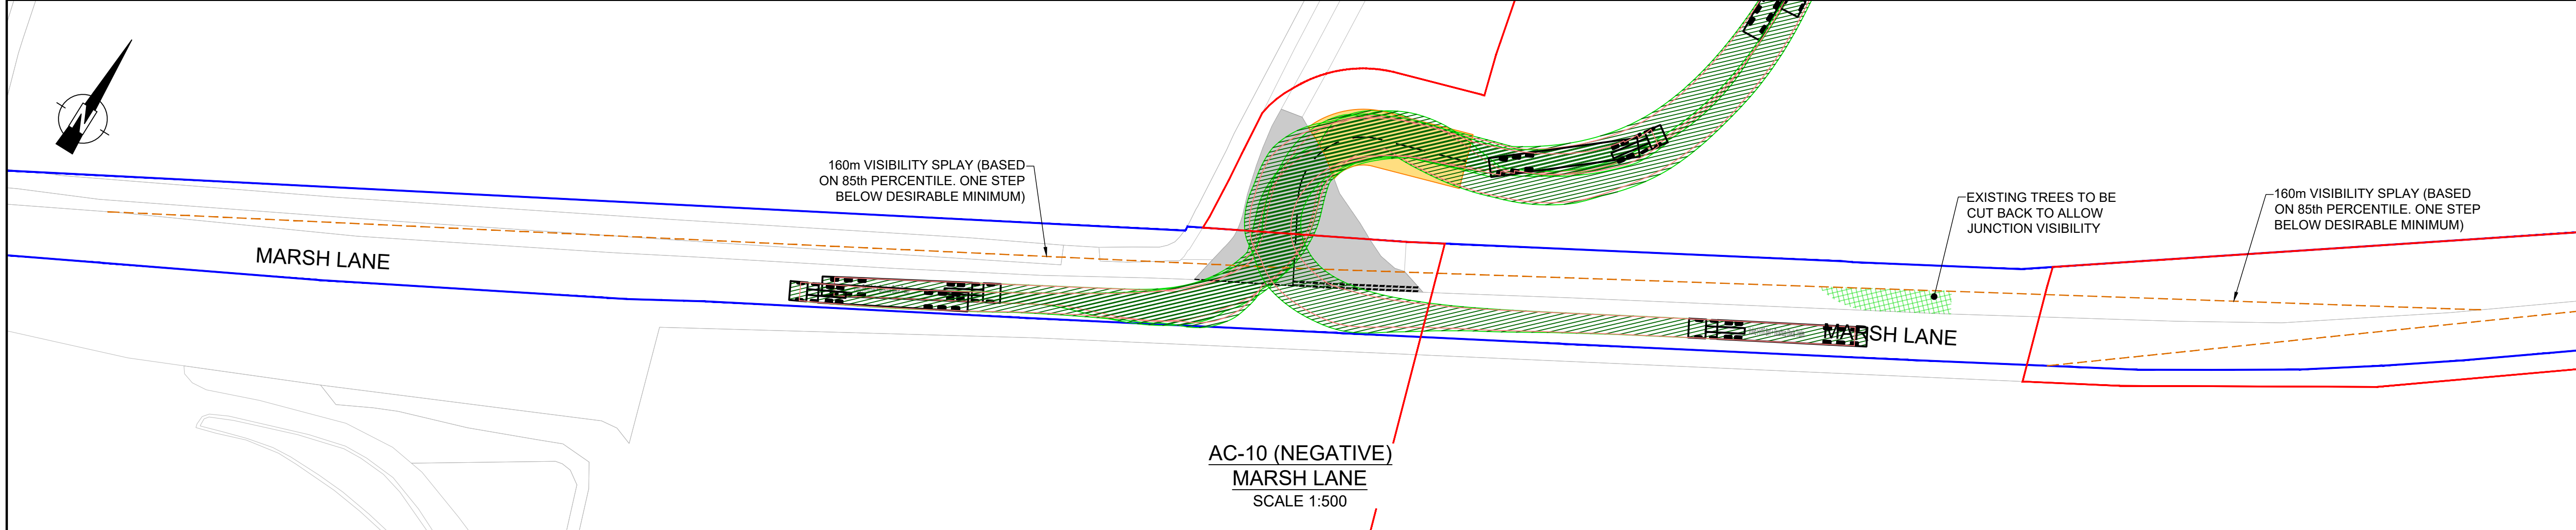 N
160m VISIBILITY SPLAY (BASED
ON 85th PERCENTILE. ONE STEP
BELOW DESIRABLE MINIMUM)
EXISTING TREES TO BE
CUT BACK TO ALLOW
JUNCTION VISIBILITY
160m VISIBILITY SPLAY (BASED
ON 85th PERCENTILE. ONE STEP
BELOW DESIRABLE MINIMUM)
MARSH LANE
MARSH LANE
AC-10 (NEGATIVE)
MARSH LANE
SCALE 1:500